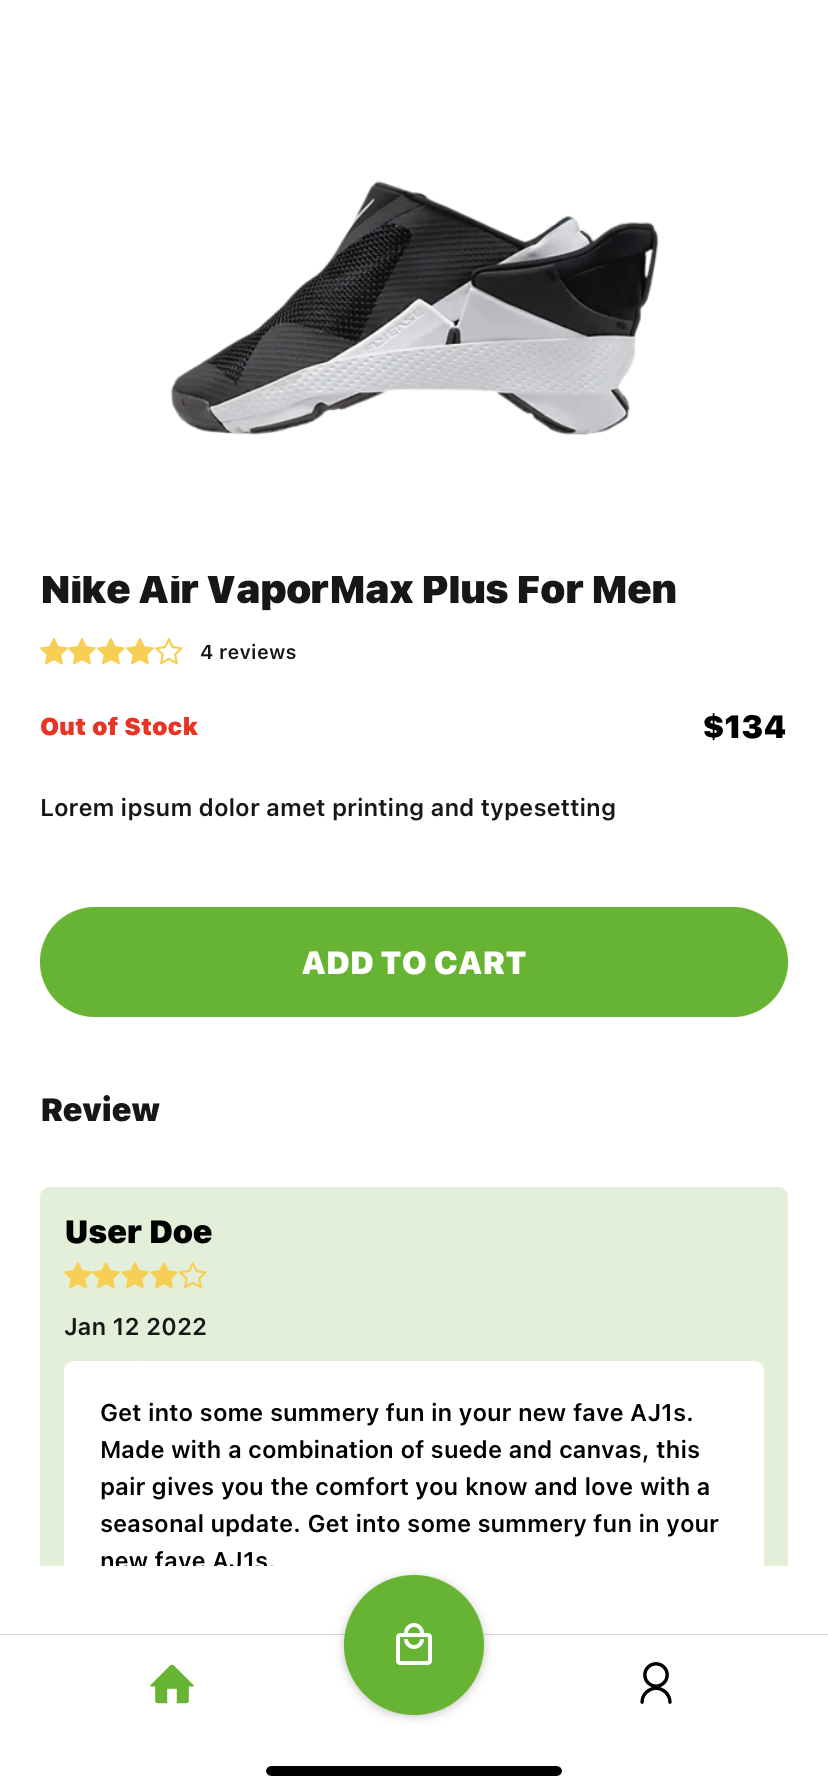 Nike Air VaporMax Plus For Men
4 reviews
Out of Stock
$134
Lorem ipsum dolor amet printing and typesetting
ADD TO CART
Review
User Doe
Jan 12 2022
Get into some summery fun in your new fave AJ1s.
Made with a combination of suede and canvas, this
pair gives you the comfort you know and love with a
seasonal update. Get into some summery fun in your
new fave AJ1s.